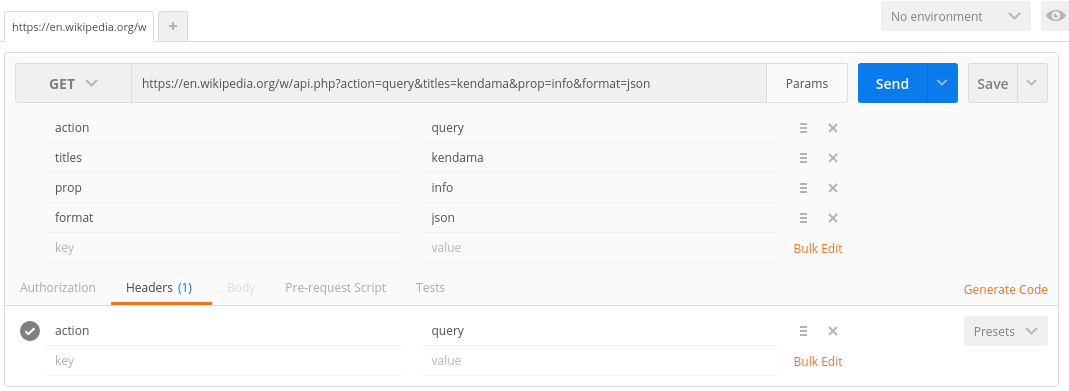 https://en.wikipedia.org/w + No environment
GET https://en.wikipedia.org/w/api.php?action=query&titles=kendama&prop=info&format=json Params Send Save
action query
titles kendama
prop info
format json
key value Bulk Edit
Authorization Headers (1) Body Pre-request Script Tests Generate Code
action query Presets
key value Bulk Edit